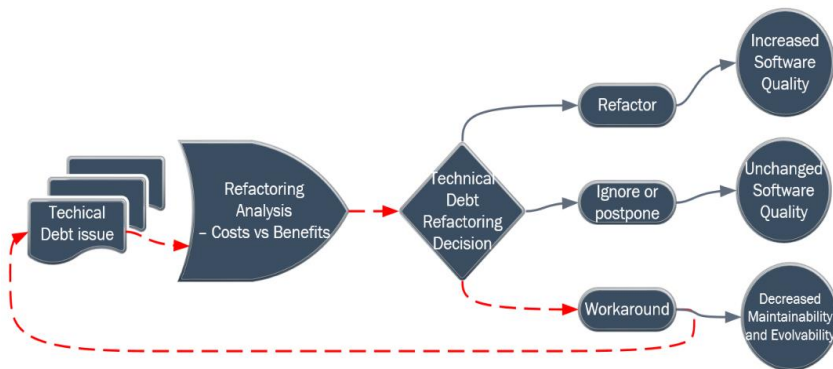 Techical
Debt issue
Refactoring
Analysis
– Costs vs Benefits
Technical
Debt
Refactoring
Decision
Refactor
Increased
Software
Quality
Ignore or
postpone
Unchanged
Software
Quality
Workaround
Decreased
Maintainability
and Evolvability